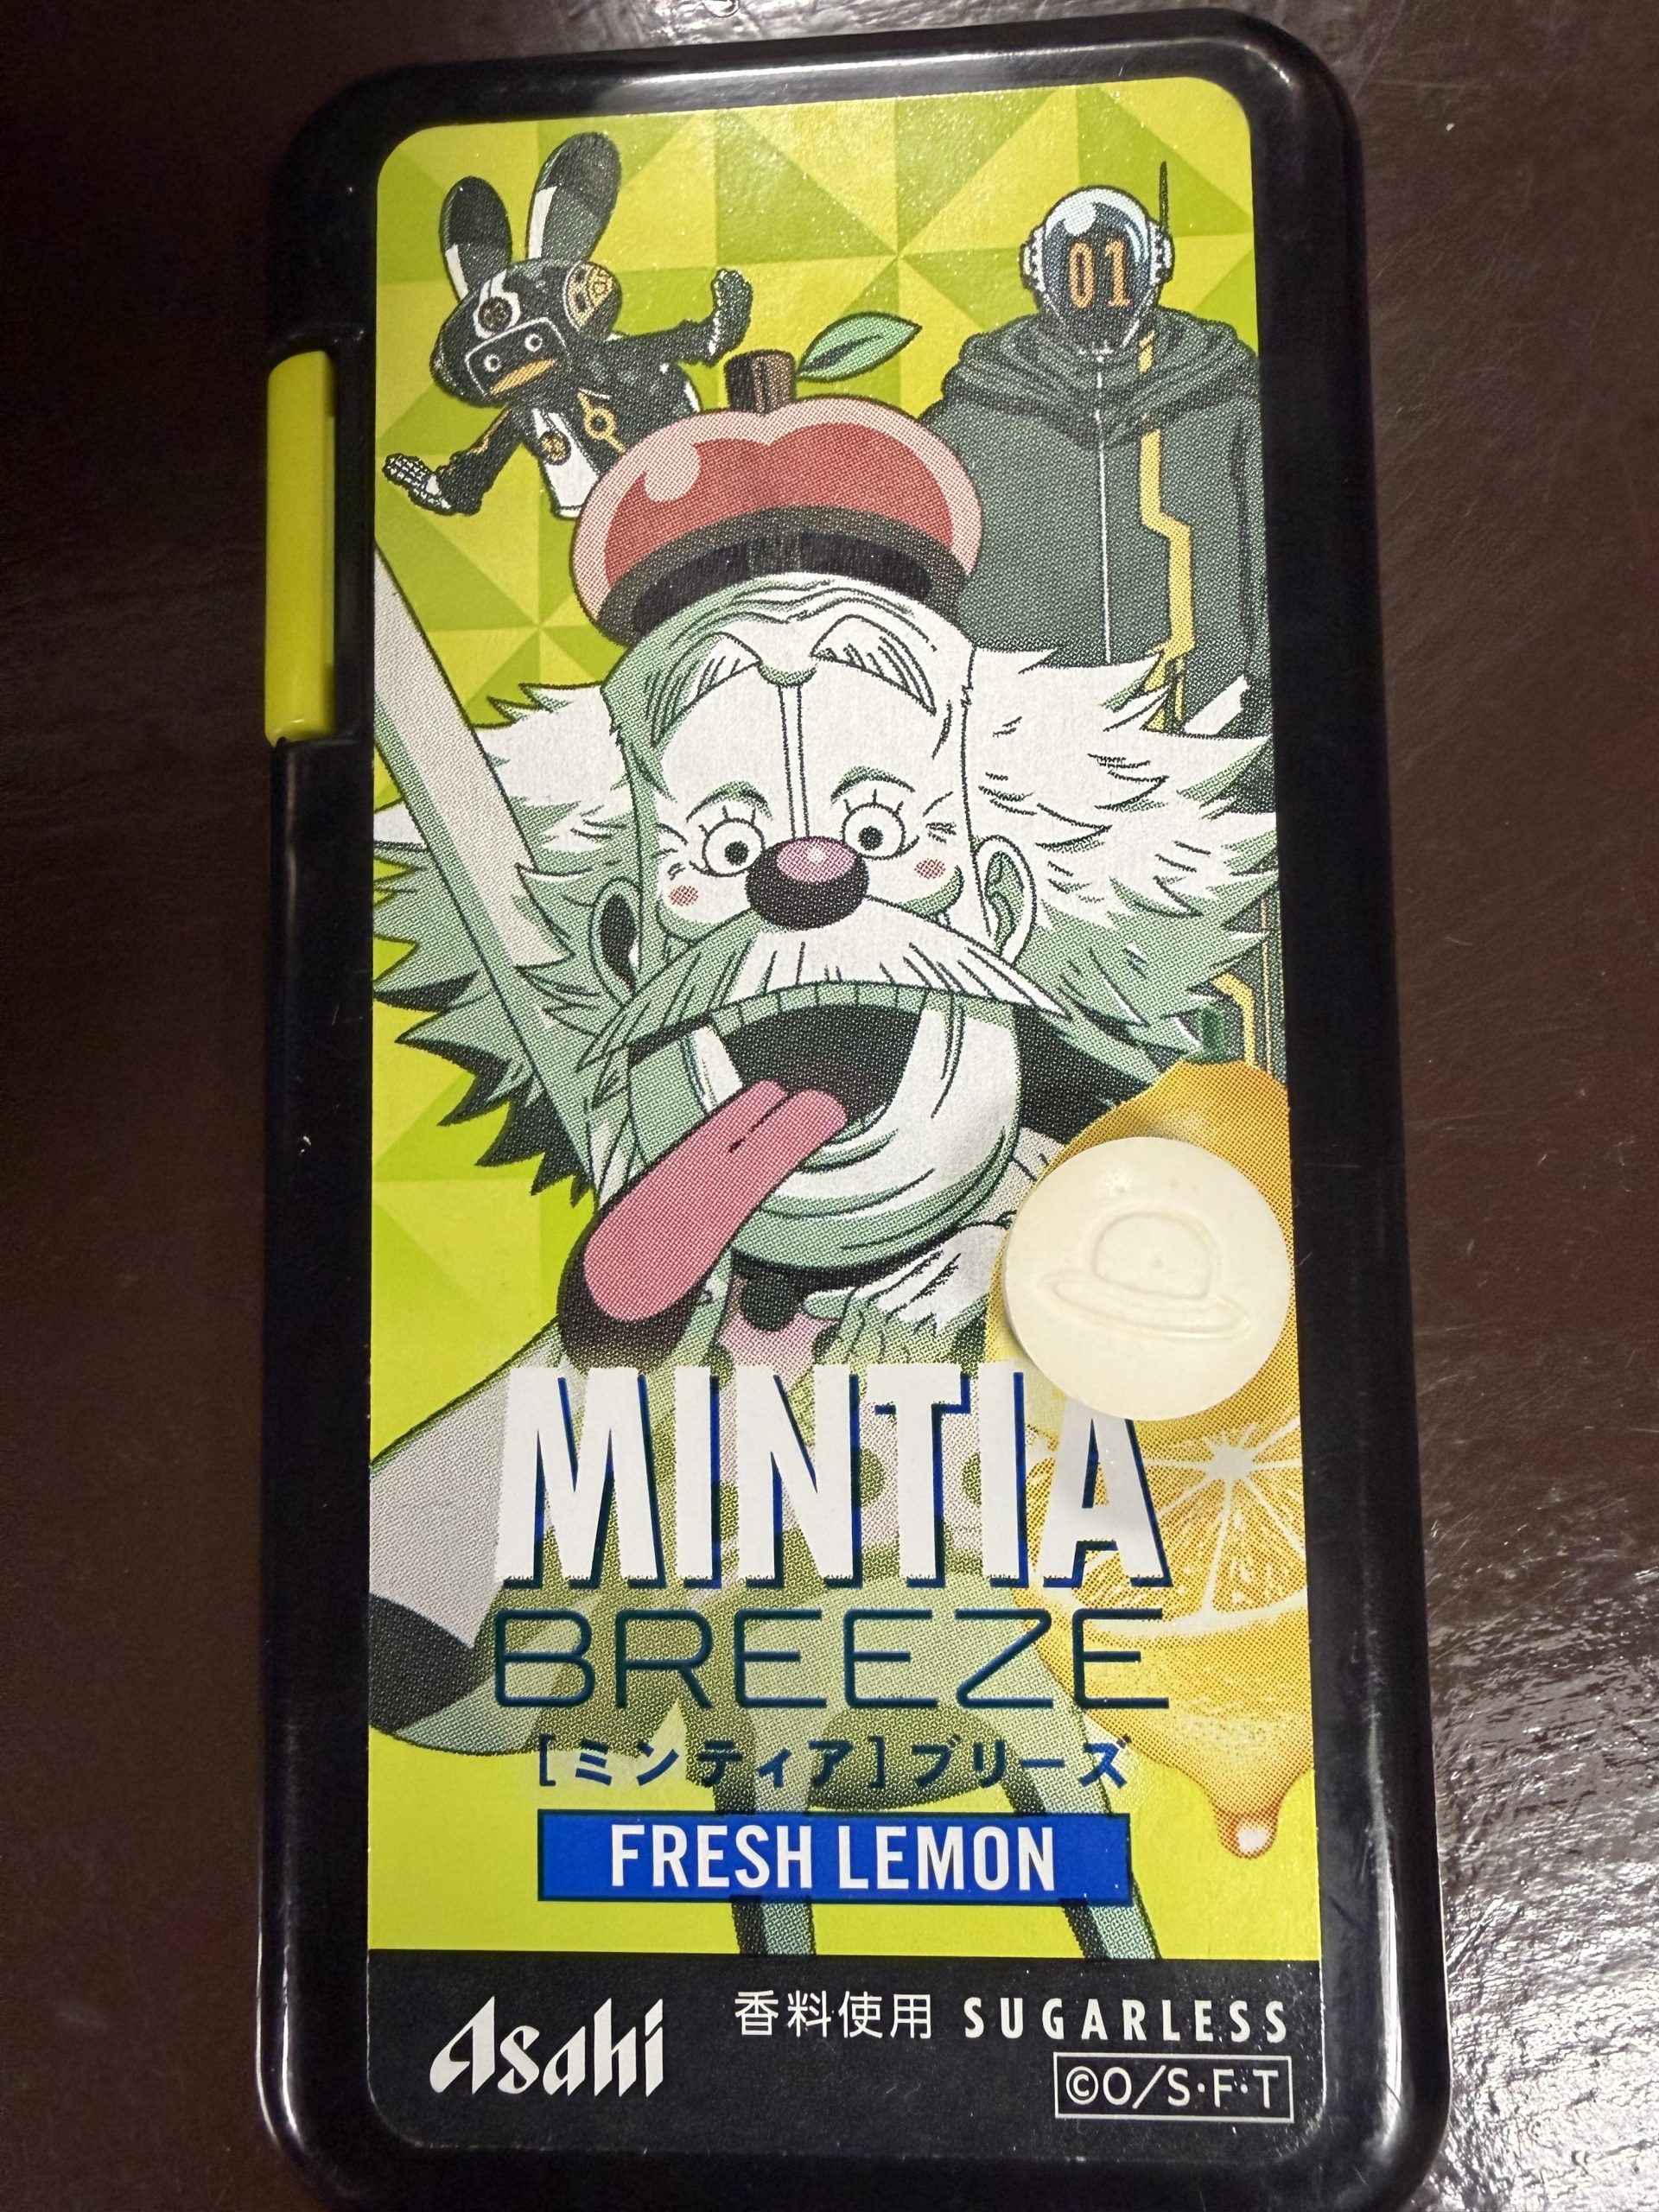 01
MINTIA
BREEZE
[ミンティア]ブリーズ
FRESH LEMON
Asahi
香料使用 SUGARLESS
©O/S・F・T